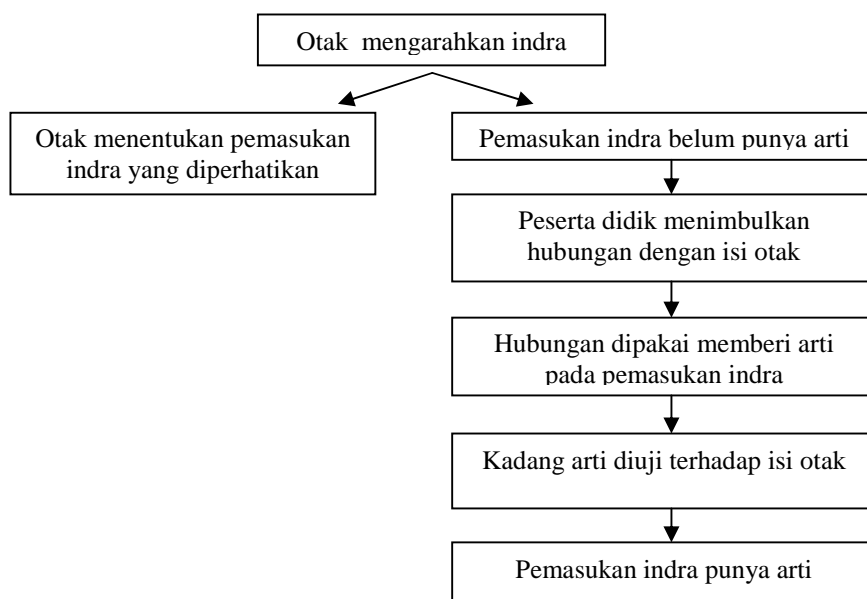 Otak  mengarahkan indra
Otak menentukan pemasukan
indra yang diperhatikan
Pemasukan indra belum punya arti
Peserta didik menimbulkan
hubungan dengan isi otak
Hubungan dipakai memberi arti
pada pemasukan indra
Kadang arti diuji terhadap isi otak
Pemasukan indra punya arti